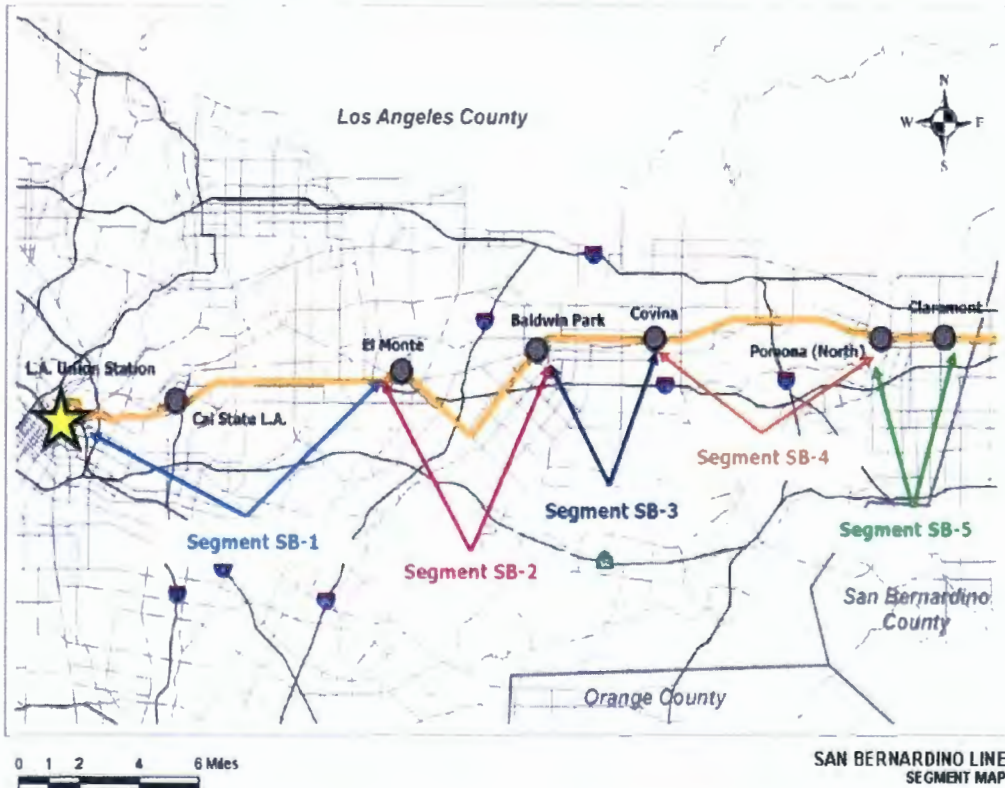 Los Angeles County
N
W
F
S
Covina
Claremont
Baldwin Park
El Monte
Pomona (North)
L.A. Union Station
Cal State L.A.
Segment SB-4
Segment SB-3
Segment SB-5
Segment SB-1
Segment SB-2
San Bernardino
County
Orange County
0 1 2 4 6 Miles
SAN BERNARDINO LINE
SEGMENT MAP